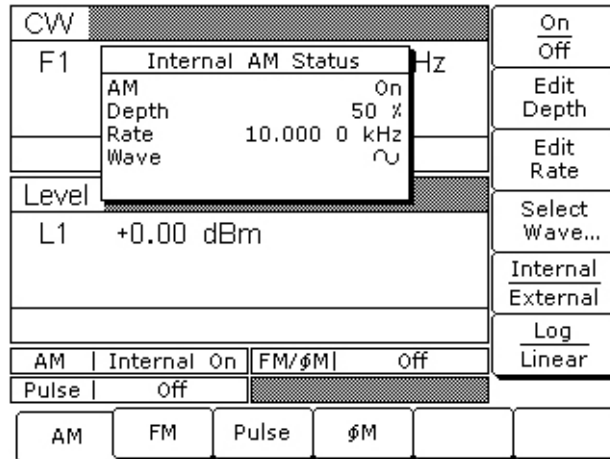 CW
F1 Hz
Internal AM Status
AM On
Depth 50 %
Rate 10.000 0 kHz
Wave
Level
L1 +0.00 dBm
AM | Internal On FM/ϕM| Off
Pulse | Off
AM FM Pulse ϕM
On
Off
Edit
Depth
Edit
Rate
Select
Wave...
Internal
External
Log
Linear